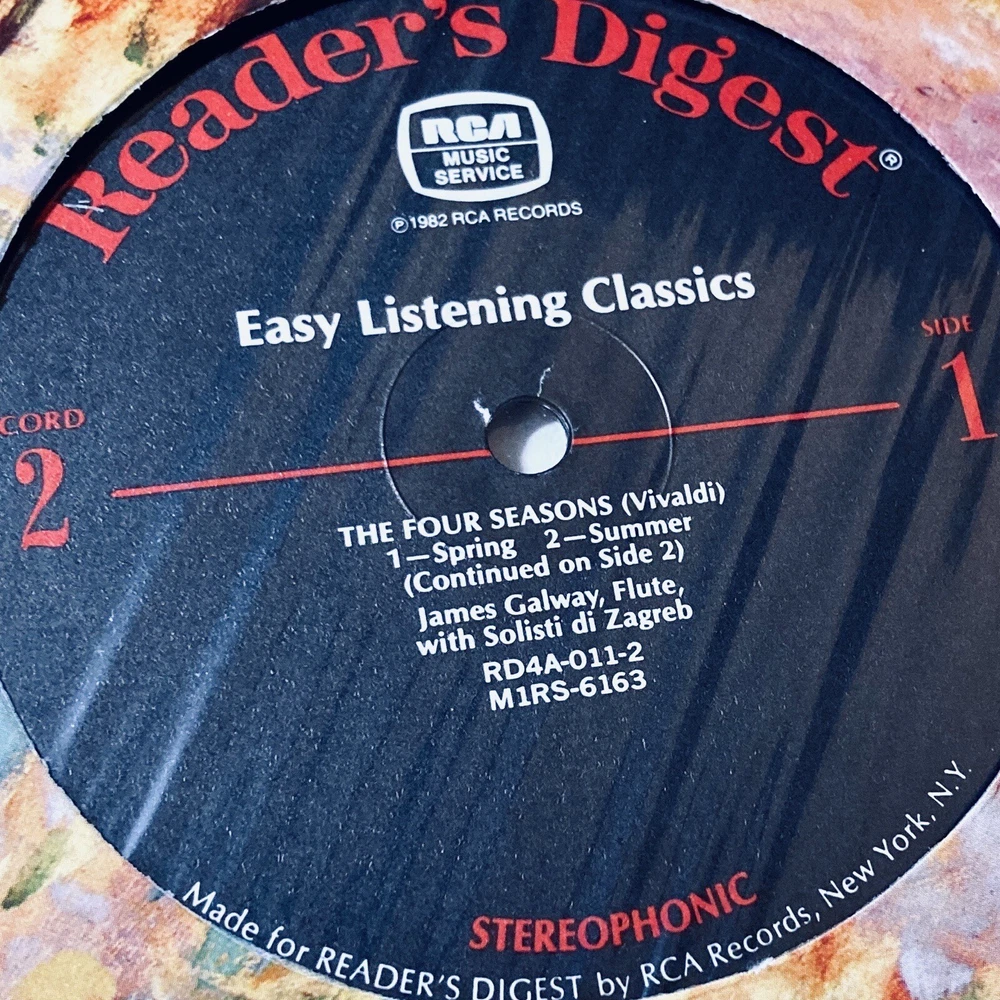 Reader's Digest®
RCA
MUSIC
SERVICE
℗1982 RCA RECORDS
Easy Listening Classics
SIDE
1
CORD
2
THE FOUR SEASONS (Vivaldi)
1—Spring 2—Summer
(Continued on Side 2)
James Galway, Flute,
with Solisti di Zagreb
RD4A-011-2
M1RS-6163
STEREOPHONIC
Made for READER'S DIGEST by RCA Records, New York, N.Y.